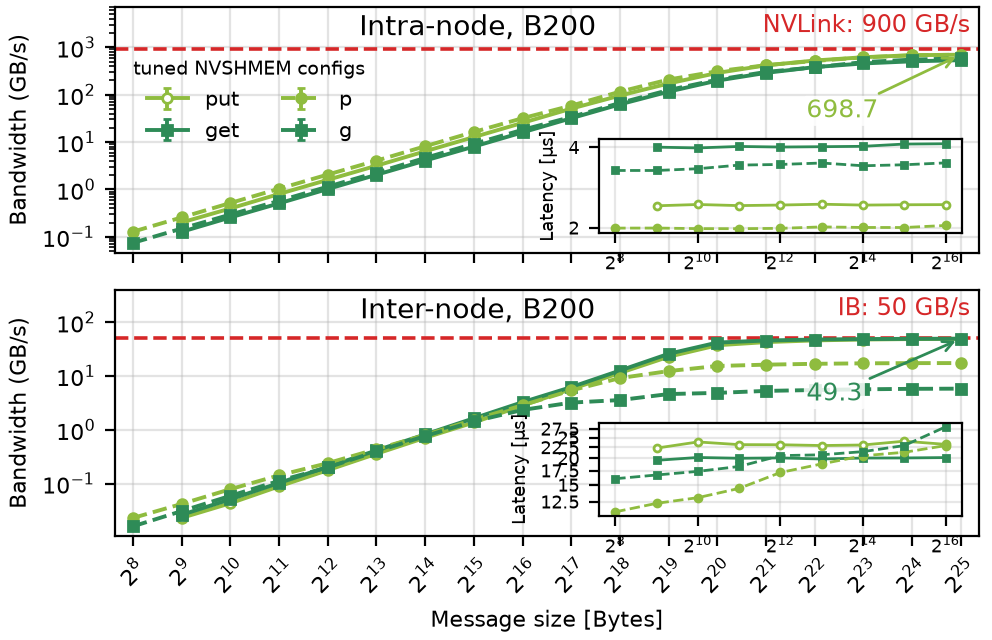 Intra-node, B200
NVLink: 900 GB/s
Bandwidth (GB/s)
10³
10²
10¹
10⁰
10⁻¹
tuned NVSHMEM configs
put
p
get
g
698.7
Latency [µs]
4
2
2⁸ 2¹⁰ 2¹² 2¹⁴ 2¹⁶
Inter-node, B200
IB: 50 GB/s
Bandwidth (GB/s)
10²
10¹
10⁰
10⁻¹
49.3
Latency [µs]
27.5
25
20
17.5
15
12.5
2⁸ 2¹⁰ 2¹² 2¹⁴ 2¹⁶
2⁸ 2⁹ 2¹⁰ 2¹¹ 2¹² 2¹³ 2¹⁴ 2¹⁵ 2¹⁶ 2¹⁷ 2¹⁸ 2¹⁹ 2²⁰ 2²¹ 2²² 2²³ 2²⁴ 2²⁵
Message size [Bytes]